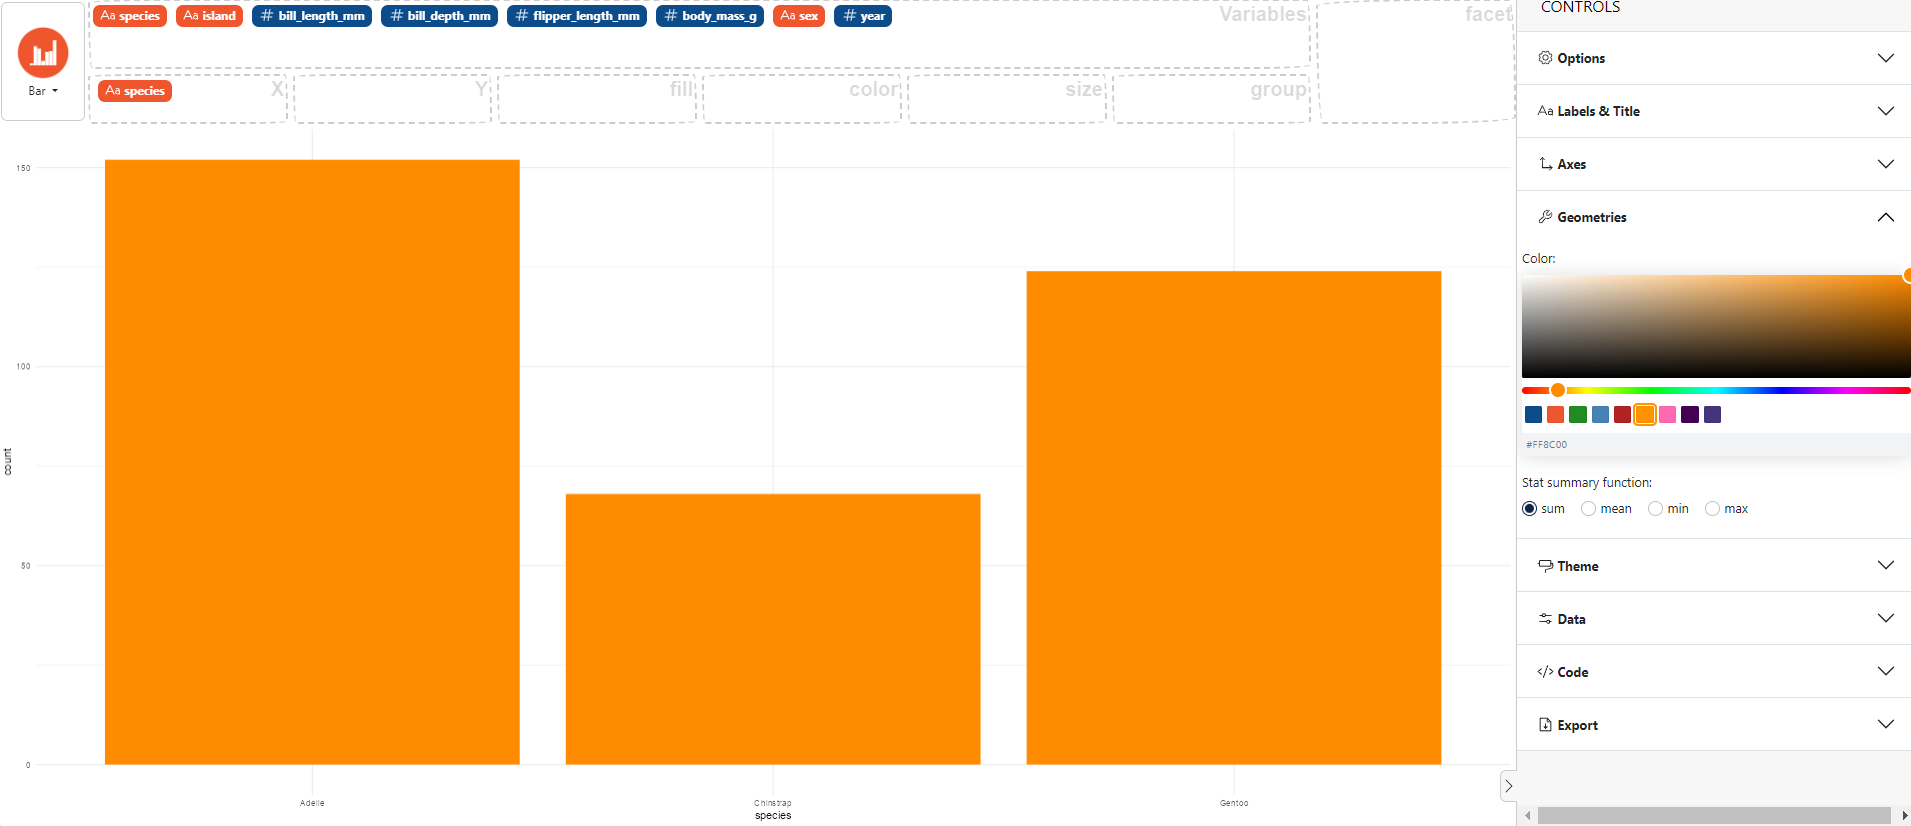 Aa species Aa island # bill_length_mm # bill_depth_mm # flipper_length_mm # body_mass_g Aa sex # year Variables
facet
Bar
Aa species X Y fill color size group
150
100
50
0
count
Adelie Chinstrap Gentoo
species
CONTROLS
Options
Aa Labels & Title
Axes
Geometries
Color:
#FF8C00
Stat summary function:
sum mean min max
Theme
Data
</> Code
Export